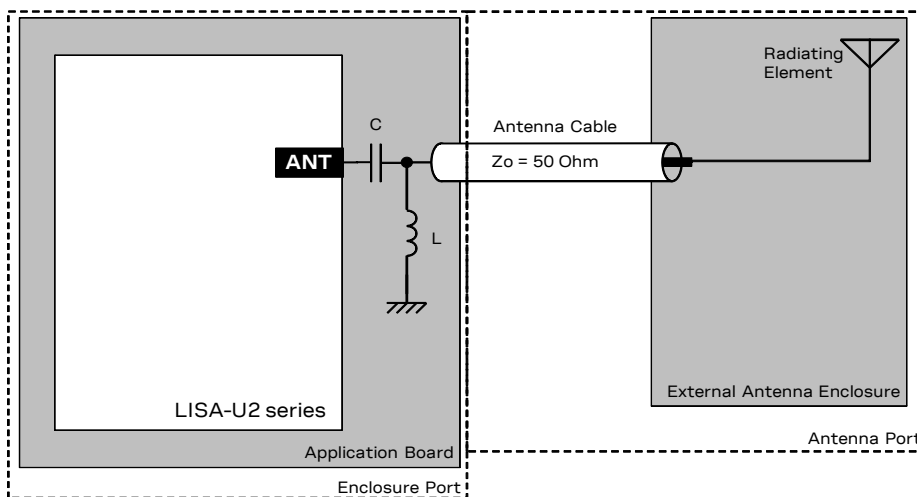 Radiating
Element
C
Antenna Cable
ANT
Zo = 50 Ohm
L
External Antenna Enclosure
LISA-U2 series
Antenna Port
Application Board
Enclosure Port